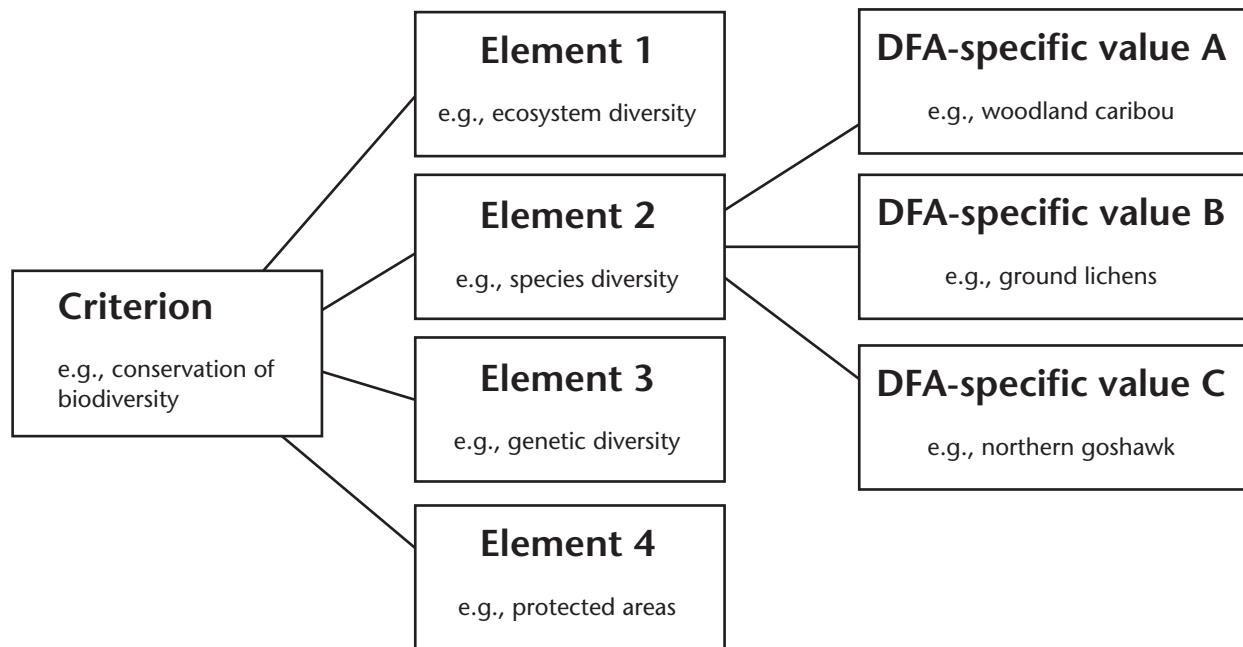 Element 1
e.g., ecosystem diversity
DFA-specific value A
e.g., woodland caribou
Element 2
e.g., species diversity
DFA-specific value B
e.g., ground lichens
Criterion
e.g., conservation of
biodiversity
Element 3
e.g., genetic diversity
DFA-specific value C
e.g., northern goshawk
Element 4
e.g., protected areas